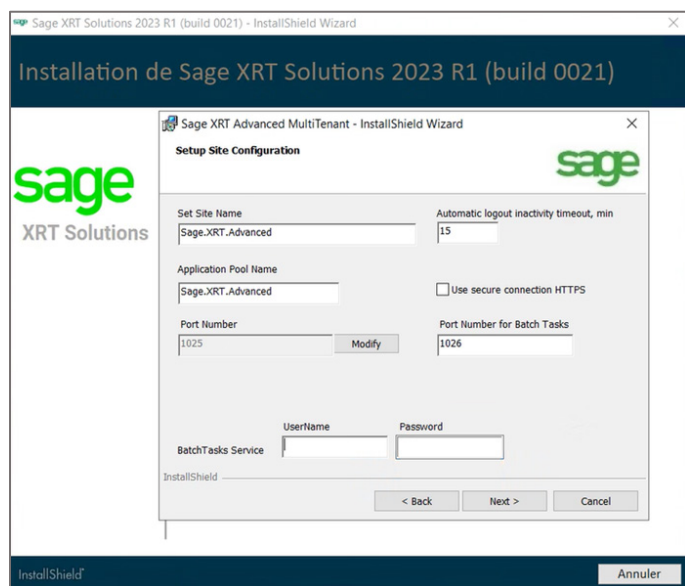 sage Sage XRT Solutions 2023 R1 (build 0021) - InstallShield Wizard
Installation de Sage XRT Solutions 2023 R1 (build 0021)
sage
XRT Solutions
Sage XRT Advanced MultiTenant - InstallShield Wizard
Setup Site Configuration
sage
Set Site Name
Sage.XRT.Advanced
Automatic logout inactivity timeout, min
15
Application Pool Name
Sage.XRT.Advanced
Use secure connection HTTPS
Port Number
1025
Modify
Port Number for Batch Tasks
1026
UserName
Password
BatchTasks Service
InstallShield
< Back
Next >
Cancel
InstallShield
Annuler